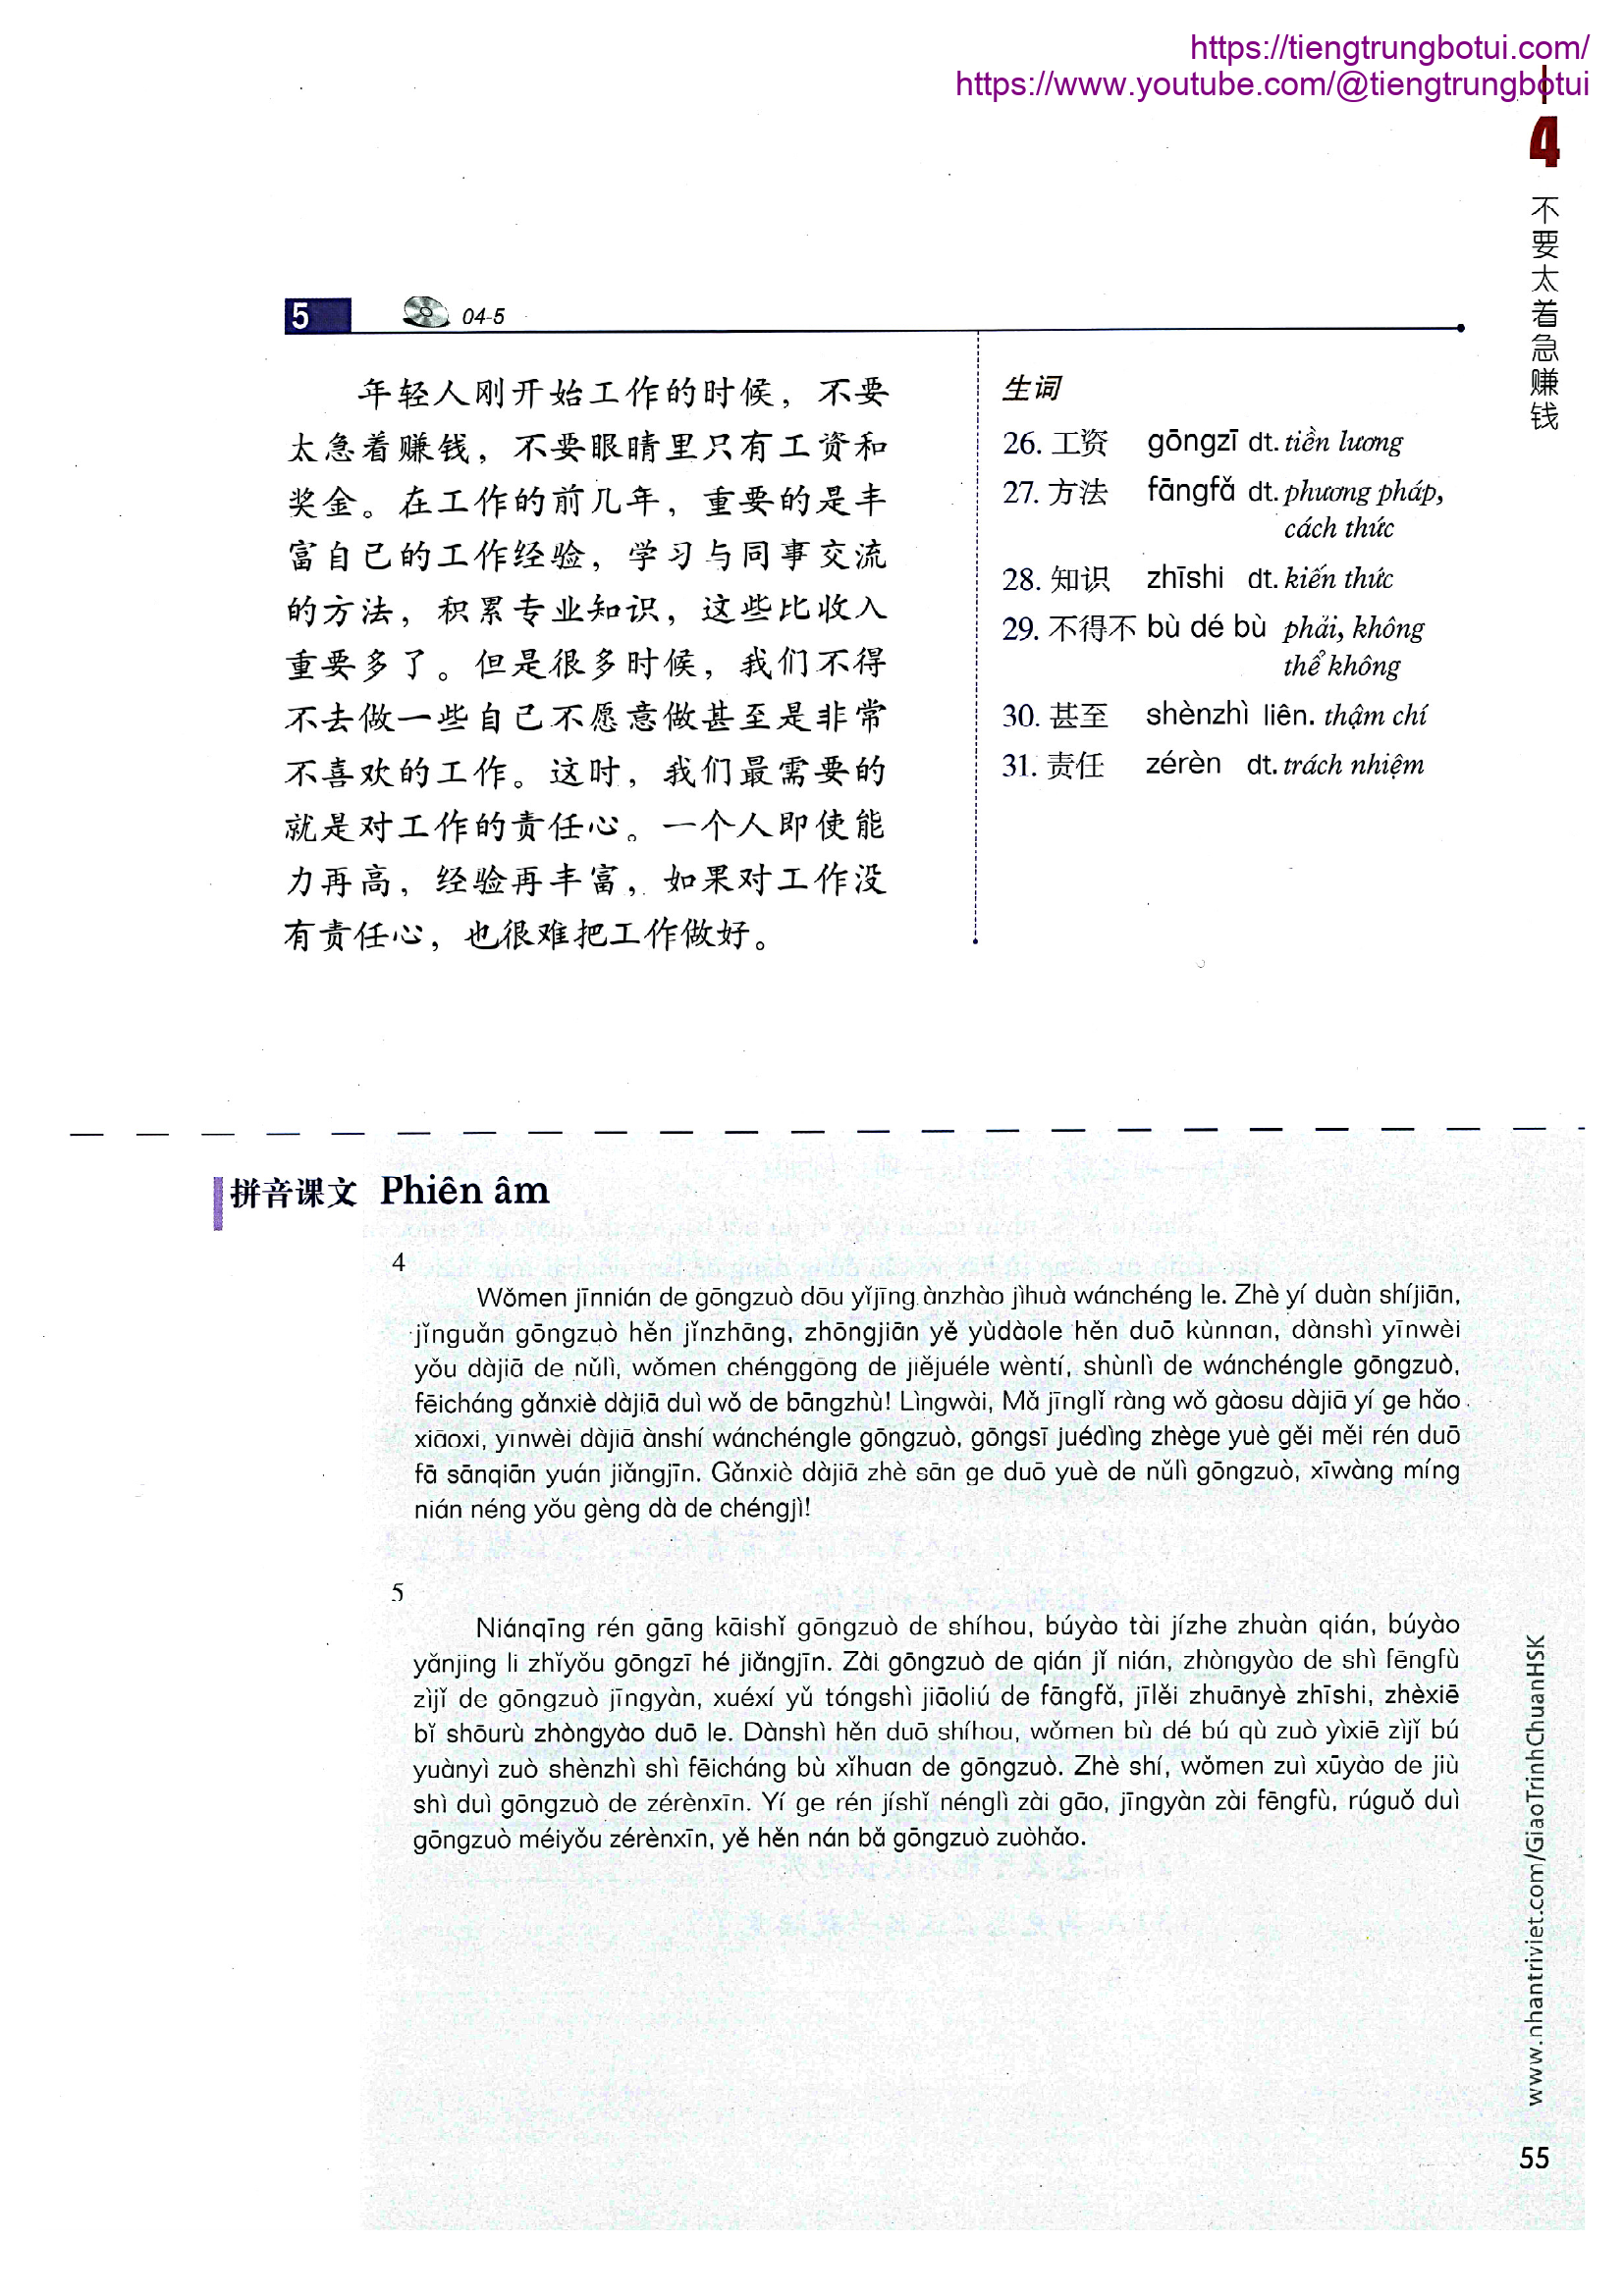 https://tiengtrungbotui.com/
https://www.youtube.com/@tiengtrungbotui
4
不要太着急赚钱
5
04-5
年轻人刚开始工作的时候，不要
太急着赚钱，不要眼睛里只有工资和
奖金。在工作的前几年，重要的是丰
富自己的工作经验，学习与同事交流
的方法，积累专业知识，这些比收入
重要多了。但是很多时候，我们不得
不去做一些自己不愿意做甚至是非常
不喜欢的工作。这时，我们最需要的
就是对工作的责任心。一个人即使能
力再高，经验再丰富，如果对工作没
有责任心，也很难把工作做好。
生词
26. 工资 gōngzī dt. tiền lương
27. 方法 fāngfǎ dt. phương pháp,
cách thức
28. 知识 zhīshi dt. kiến thức
29. 不得不 bù dé bù phải, không
thể không
30. 甚至 shènzhì liên. thậm chí
31. 责任 zérèn dt. trách nhiệm
拼音课文 Phiên âm
4
Wǒmen jīnnián de gōngzuò dōu yǐjīng ànzhào jìhuà wánchéng le. Zhè yí duàn shíjiān,
jǐnguǎn gōngzuò hěn jǐnzhāng, zhōngjiān yě yùdàole hěn duō kùnnan, dànshì yīnwèi
yǒu dàjiā de nǔlì, wǒmen chénggōng de jiějuéle wèntí, shùnlì de wánchéngle gōngzuò,
fēicháng gǎnxiè dàjiā duì wǒ de bāngzhù! Lìngwài, Mǎ jīnglǐ ràng wǒ gàosu dàjiā yí ge hǎo
xiāoxi, yīnwèi dàjiā ànshí wánchéngle gōngzuò, gōngsī juédìng zhège yuè gěi měi rén duō
fā sānqiān yuán jiǎngjīn. Gǎnxiè dàjiā zhè sān ge duō yuè de nǔlì gōngzuò, xīwàng míng
nián néng yǒu gèng dà de chéngjì!
5
Niánqīng rén gāng kāishǐ gōngzuò de shíhou, búyào tài jízhe zhuàn qián, búyào
yǎnjing li zhǐyǒu gōngzī hé jiǎngjīn. Zài gōngzuò de qián jǐ nián, zhòngyào de shì fēngfù
zìjǐ de gōngzuò jīngyàn, xuéxí yǔ tóngshì jiāoliú de fāngfǎ, jīlěi zhuānyè zhīshi, zhèxiē
bǐ shōurù zhòngyào duō le. Dànshì hěn duō shíhou, wǒmen bù dé bú qù zuò yìxiē zìjǐ bú
yuànyì zuò shènzhì shì fēicháng bù xǐhuan de gōngzuò. Zhè shí, wǒmen zuì xūyào de jiù
shì duì gōngzuò de zérènxīn. Yí ge rén jíshǐ nénglì zài gāo, jīngyàn zài fēngfù, rúguǒ duì
gōngzuò méiyǒu zérènxīn, yě hěn nán bǎ gōngzuò zuòhǎo.
www.nhantriviet.com/GiaoTrinhChuanHSK
55